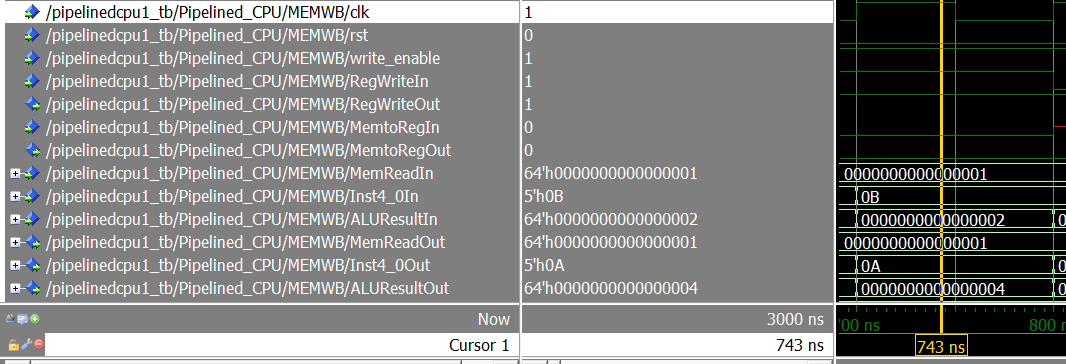 /pipelinedcpu1_tb/Pipelined_CPU/MEMWB/clk 1
/pipelinedcpu1_tb/Pipelined_CPU/MEMWB/rst 0
/pipelinedcpu1_tb/Pipelined_CPU/MEMWB/write_enable 1
/pipelinedcpu1_tb/Pipelined_CPU/MEMWB/RegWriteIn 1
/pipelinedcpu1_tb/Pipelined_CPU/MEMWB/RegWriteOut 1
/pipelinedcpu1_tb/Pipelined_CPU/MEMWB/MemtoRegIn 0
/pipelinedcpu1_tb/Pipelined_CPU/MEMWB/MemtoRegOut 0
/pipelinedcpu1_tb/Pipelined_CPU/MEMWB/MemReadIn 64'h0000000000000001 0000000000000001
/pipelinedcpu1_tb/Pipelined_CPU/MEMWB/Inst4_0In 5'h0B 0B
/pipelinedcpu1_tb/Pipelined_CPU/MEMWB/ALUResultIn 64'h0000000000000002 0000000000000002 0
/pipelinedcpu1_tb/Pipelined_CPU/MEMWB/MemReadOut 64'h0000000000000001 0000000000000001
/pipelinedcpu1_tb/Pipelined_CPU/MEMWB/Inst4_0Out 5'h0A 0A 0
/pipelinedcpu1_tb/Pipelined_CPU/MEMWB/ALUResultOut 64'h0000000000000004 0000000000000004 0
Now 3000 ns 00 ns 800
Cursor 1 743 ns 743 ns